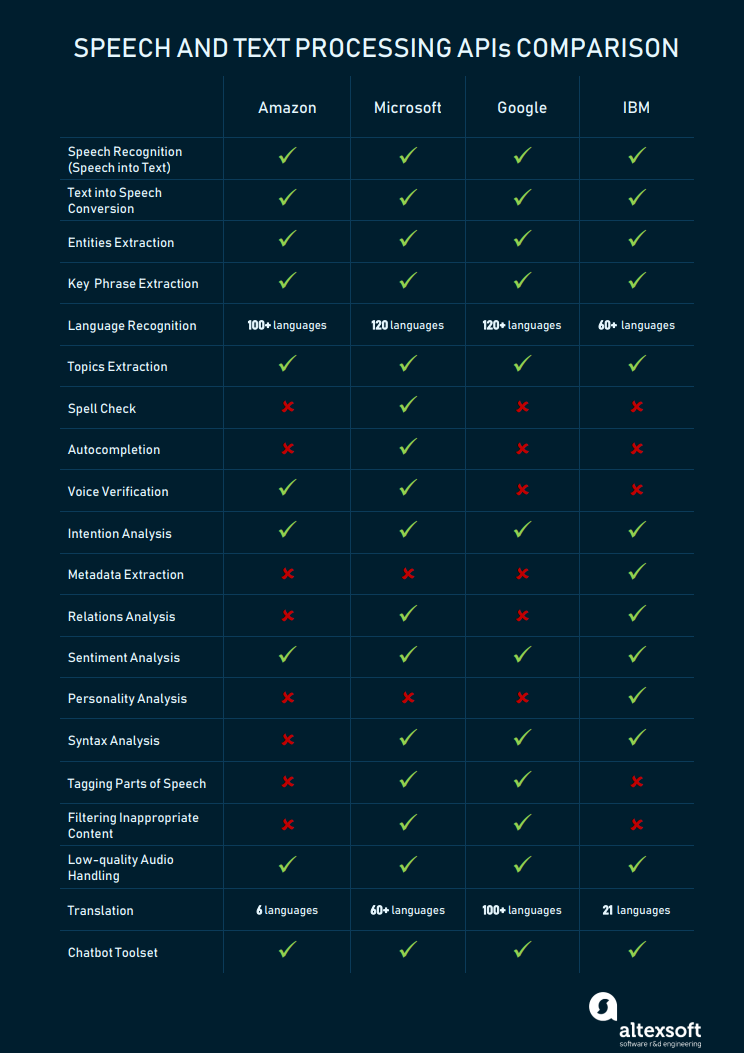 SPEECH AND TEXT PROCESSING APIs COMPARISON
Amazon Microsoft Google IBM
Speech Recognition
(Speech into Text)
Text into Speech
Conversion
Entities Extraction
Key Phrase Extraction
Language Recognition 100+ languages 120 languages 120+ languages 60+ languages
Topics Extraction
Spell Check
Autocompletion
Voice Verification
Intention Analysis
Metadata Extraction
Relations Analysis
Sentiment Analysis
Personality Analysis
Syntax Analysis
Tagging Parts of Speech
Filtering Inappropriate
Content
Low-quality Audio
Handling
Translation 6 languages 60+ languages 100+ languages 21 languages
Chatbot Toolset
altexsoft
software r&d engineering